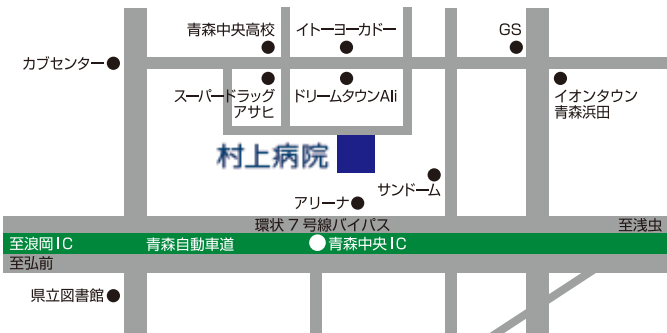 青森中央高校
イトーヨーカドー
GS
カブセンター
スーパードラッグ
アサヒ
ドリームタウンAli
イオンタウン
青森浜田
村上病院
サンドーム
アリーナ
環状7号線バイパス
至浅虫
至浪岡IC
青森自動車道
青森中央IC
至弘前
県立図書館